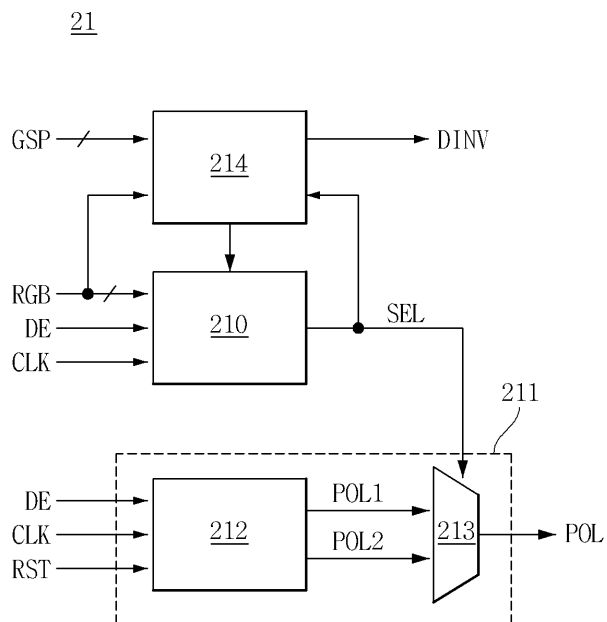 21
GSP
214
DINV
RGB
DE
CLK
210
SEL
211
DE
CLK
RST
212
POL1
POL2
213
POL